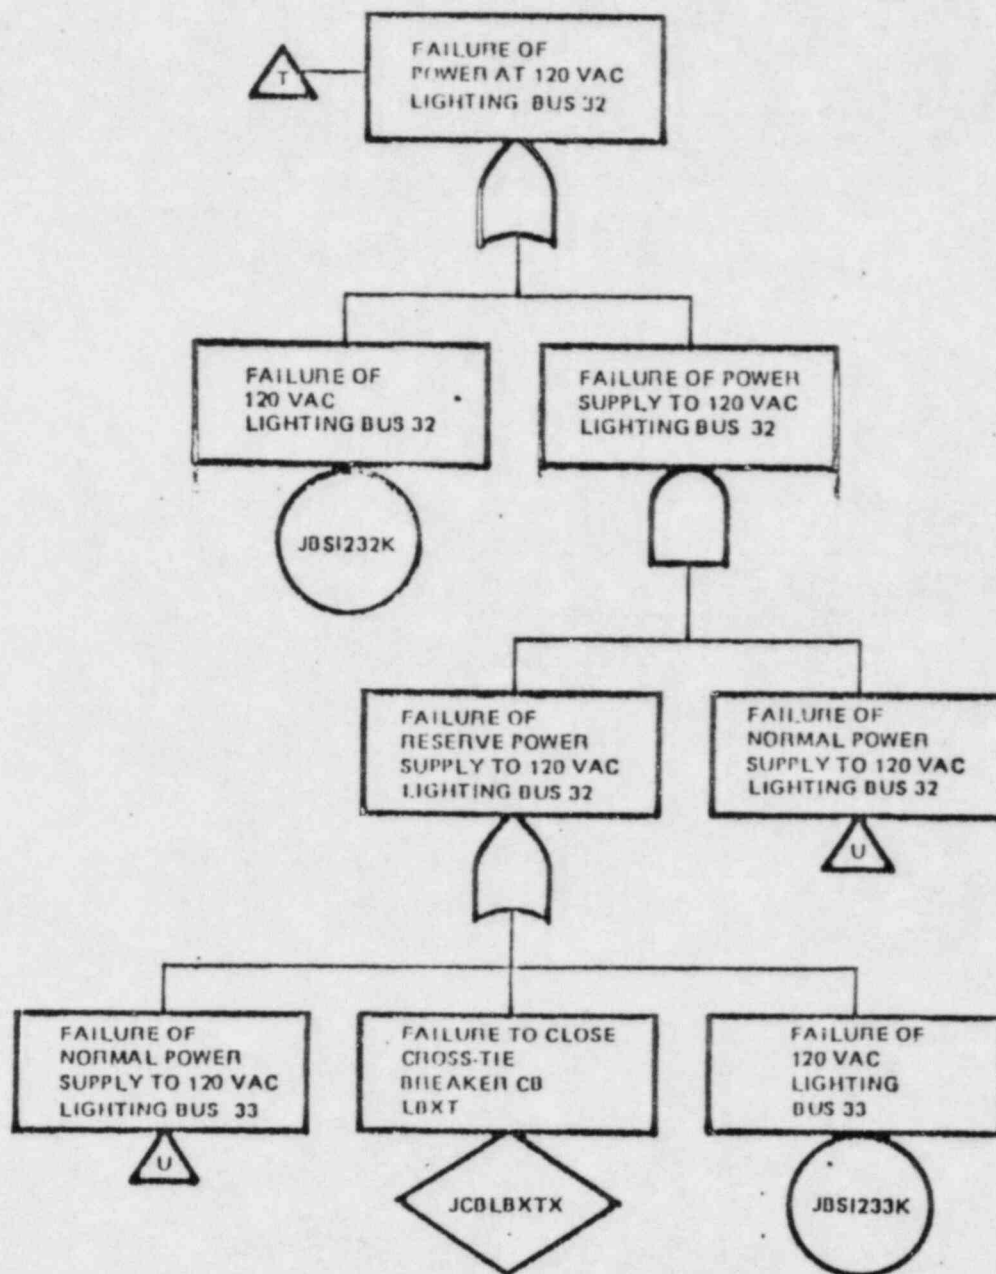 T
FAILURE OF
POWER AT 120 VAC
LIGHTING BUS 32
FAILURE OF
120 VAC
LIGHTING BUS 32
FAILURE OF POWER
SUPPLY TO 120 VAC
LIGHTING BUS 32
JBS1232K
FAILURE OF
RESERVE POWER
SUPPLY TO 120 VAC
LIGHTING BUS 32
FAILURE OF
NORMAL POWER
SUPPLY TO 120 VAC
LIGHTING BUS 32
U
FAILURE OF
NORMAL POWER
SUPPLY TO 120 VAC
LIGHTING BUS 33
U
FAILURE TO CLOSE
CROSS-TIE
BREAKER CB
LBXT
JCBLBXTX
FAILURE OF
120 VAC
LIGHTING
BUS 33
JBS1233K